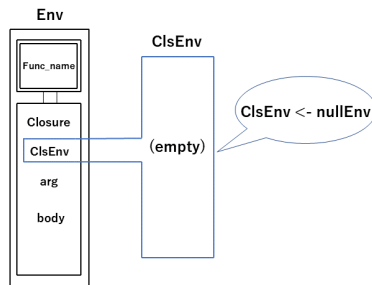 Env
Func_name
Closure
ClsEnv
arg
body
ClsEnv
(empty)
ClsEnv <- nullEnv